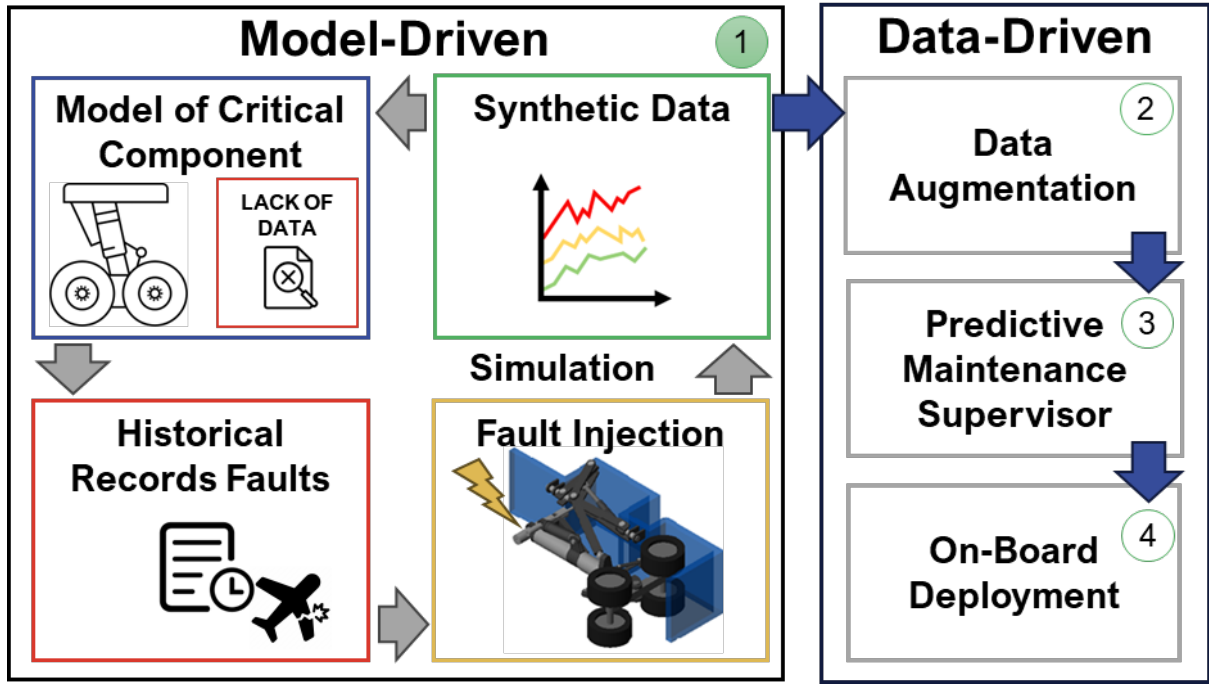 Model-Driven
1
Model of Critical
Component
LACK OF
DATA
Synthetic Data
Historical
Records Faults
Simulation
Fault Injection
Data-Driven
2
Data
Augmentation
3
Predictive
Maintenance
Supervisor
4
On-Board
Deployment